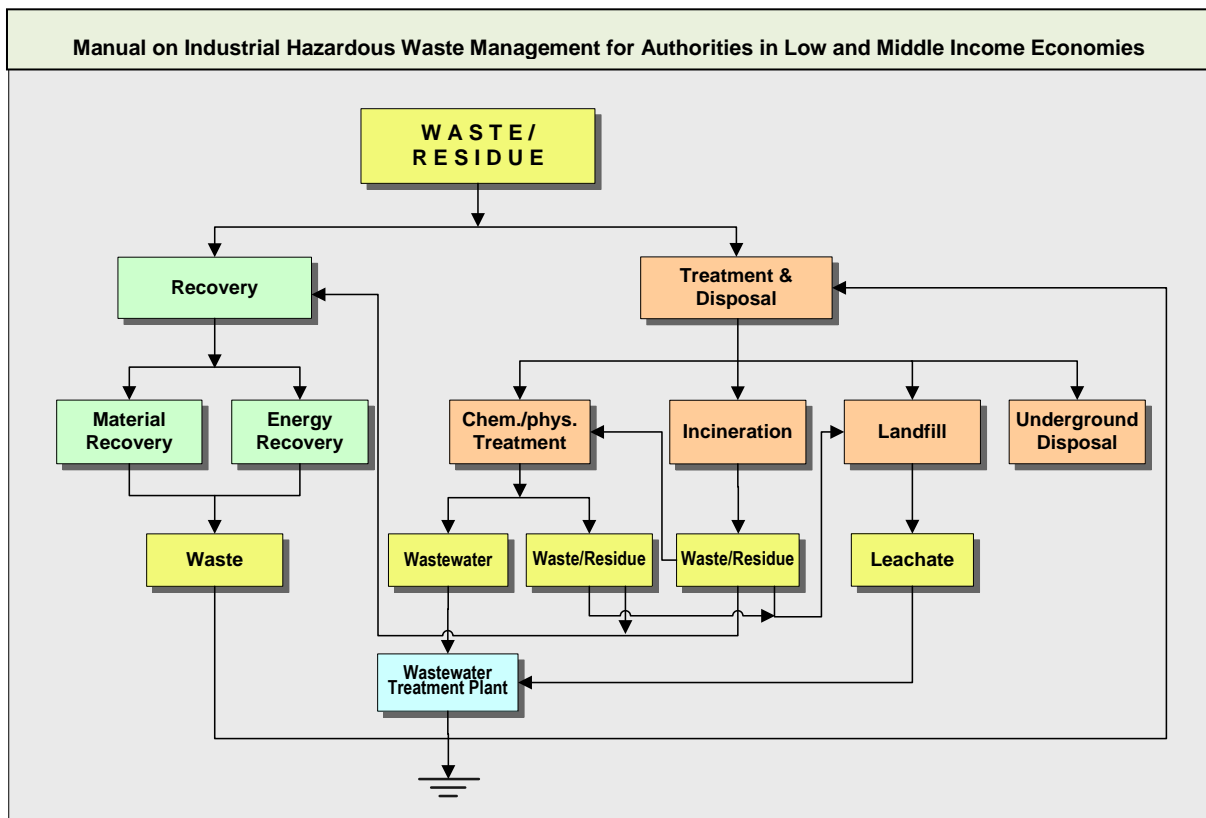 Manual on Industrial Hazardous Waste Management for Authorities in Low and Middle Income Economies
W A S T E /
R E S I D U E
Recovery
Treatment &
Disposal
Material
Recovery
Energy
Recovery
Chem./phys.
Treatment
Incineration
Landfill
Underground
Disposal
Waste
Wastewater
Waste/Residue
Waste/Residue
Leachate
Wastewater
Treatment Plant